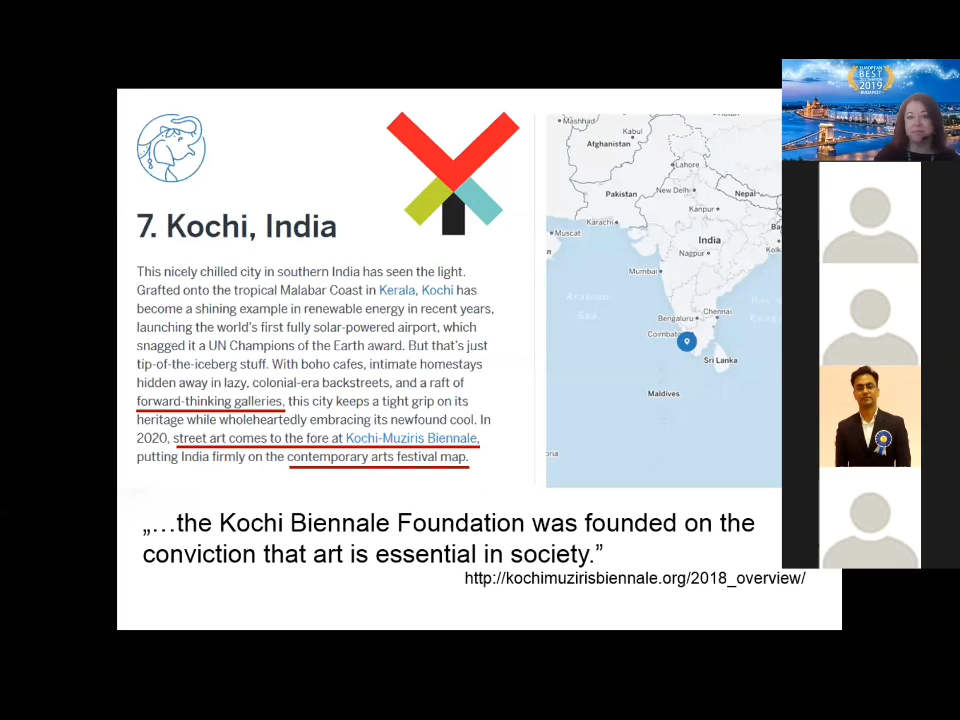 7. Kochi, India
This nicely chilled city in southern India has seen the light.
Grafted onto the tropical Malabar Coast in Kerala, Kochi has
become a shining example in renewable energy in recent years,
launching the world's first fully solar-powered airport, which
snagged it a UN Champions of the Earth award. But that's just
tip-of-the-iceberg stuff. With boho cafes, intimate homestays
hidden away in lazy, colonial-era backstreets, and a raft of
forward-thinking galleries, this city keeps a tight grip on its
heritage while wholeheartedly embracing its newfound cool. In
2020, street art comes to the fore at Kochi-Muziris Biennale,
putting India firmly on the contemporary arts festival map.
Mashhad
Kabul
Afghanistan
Lahore
Pakistan
New Delhi
Nepal
Kanpur
Karachi
Muscat
India
Nagpur
Kolk
Mumbai
Arabian
Sea
Bengaluru
Chennai
Coimbato
Sri Lanka
Maldives
„…the Kochi Biennale Foundation was founded on the
conviction that art is essential in society.”
http://kochimuzirisbiennale.org/2018_overview/
EUROPEAN
BEST
2019
BUDAPEST